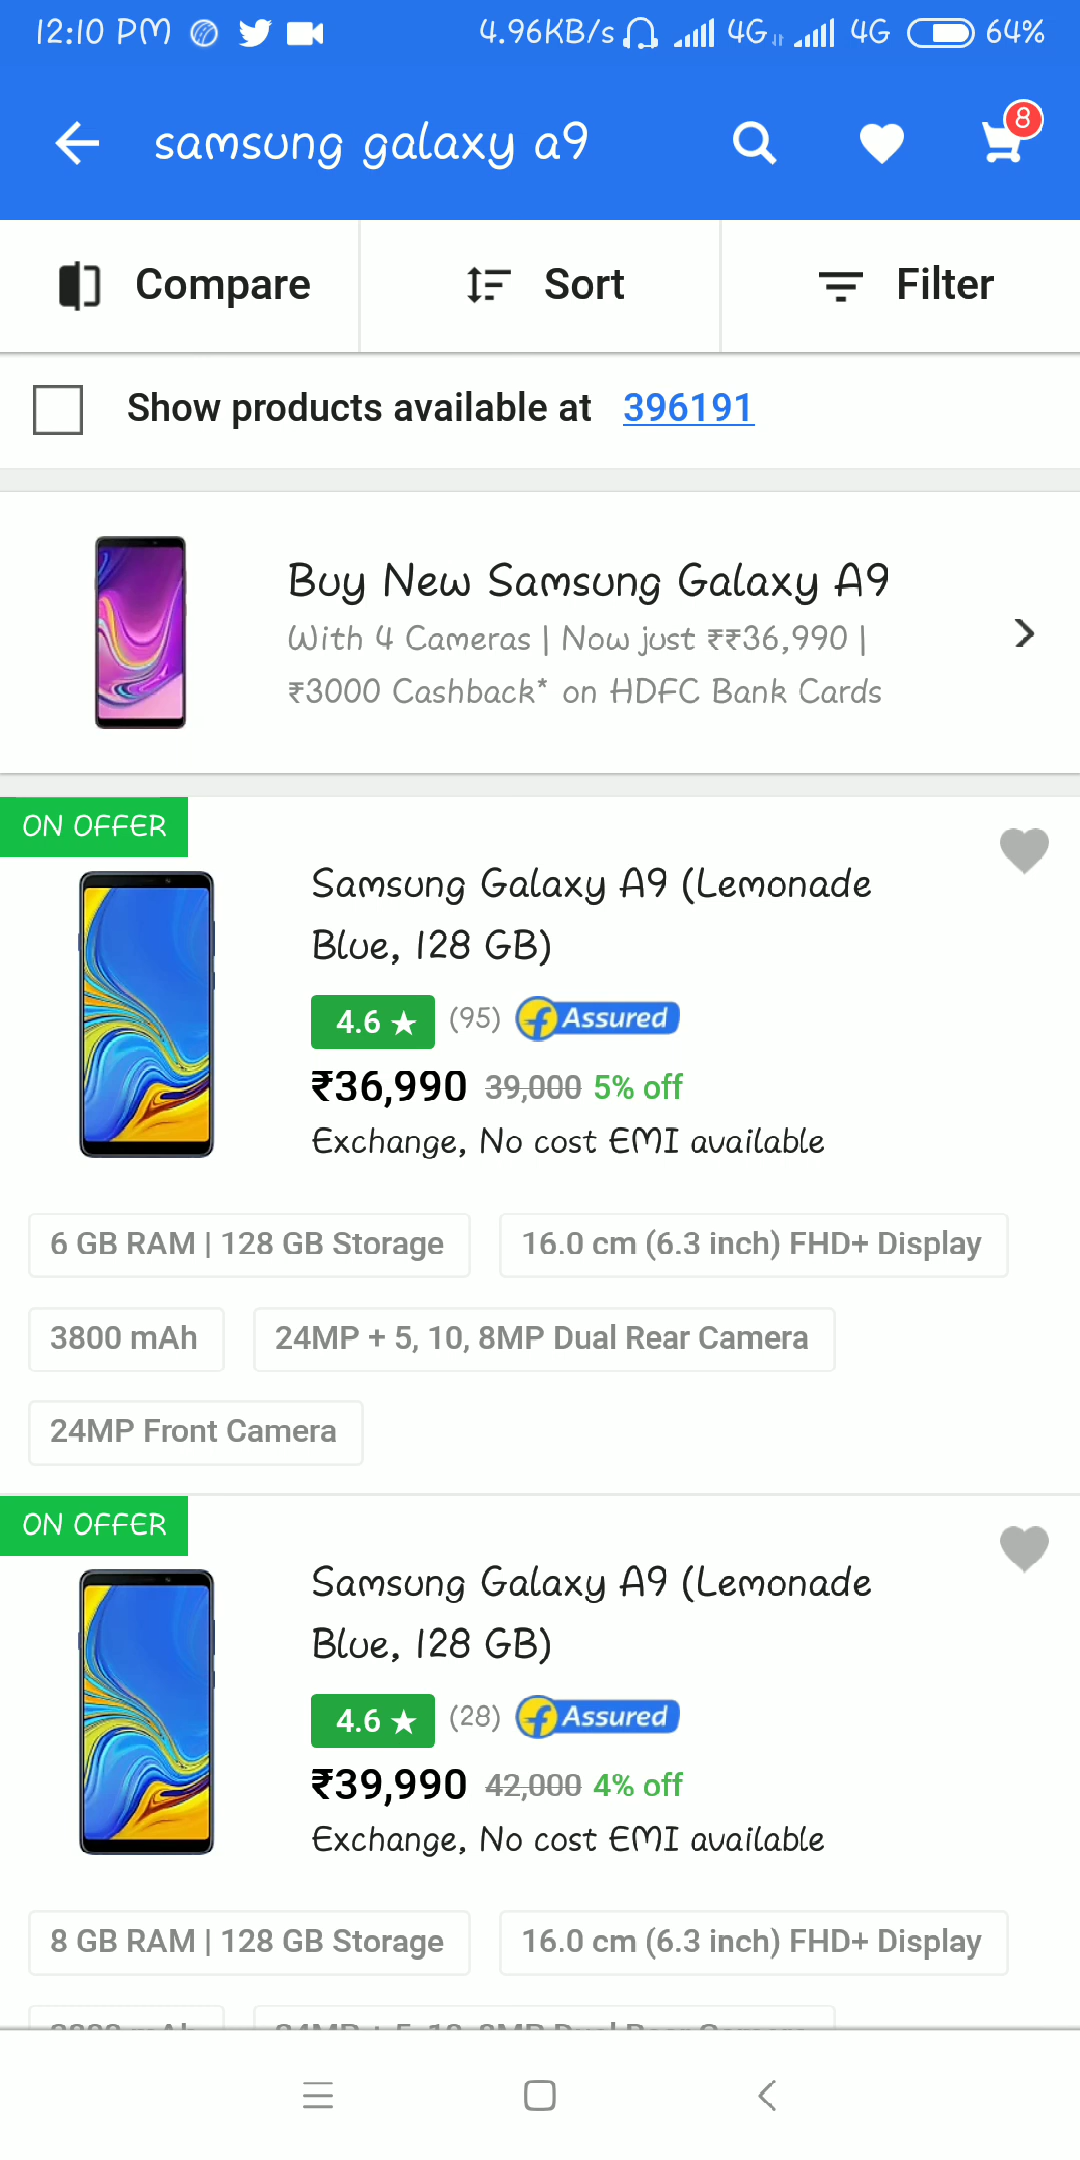 12:10 PM 4.96KB/s 4G 4G 64%
samsung galaxy a9 8
Compare Sort Filter
Show products available at 396191
Buy New Samsung Galaxy A9
With 4 Cameras | Now just ₹₹36,990 |
₹3000 Cashback* on HDFC Bank Cards
ON OFFER
Samsung Galaxy A9 (Lemonade
Blue, 128 GB)
4.6 ★ (95) f Assured
₹36,990 39,000 5% off
Exchange, No cost EMI available
6 GB RAM | 128 GB Storage 16.0 cm (6.3 inch) FHD+ Display
3800 mAh 24MP + 5, 10, 8MP Dual Rear Camera
24MP Front Camera
ON OFFER
Samsung Galaxy A9 (Lemonade
Blue, 128 GB)
4.6 ★ (28) f Assured
₹39,990 42,000 4% off
Exchange, No cost EMI available
8 GB RAM | 128 GB Storage 16.0 cm (6.3 inch) FHD+ Display